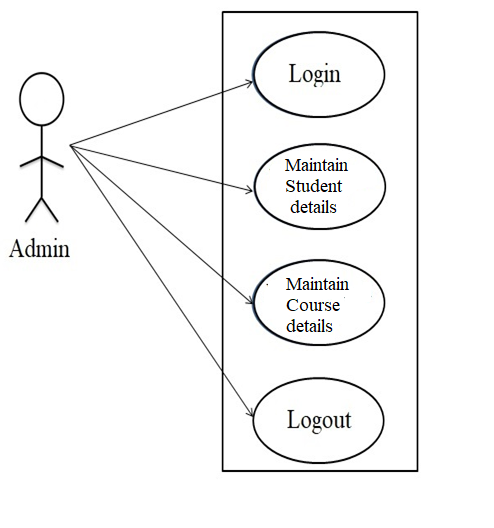 Login
Maintain
Student
details
Maintain
Course
details
Admin
Logout